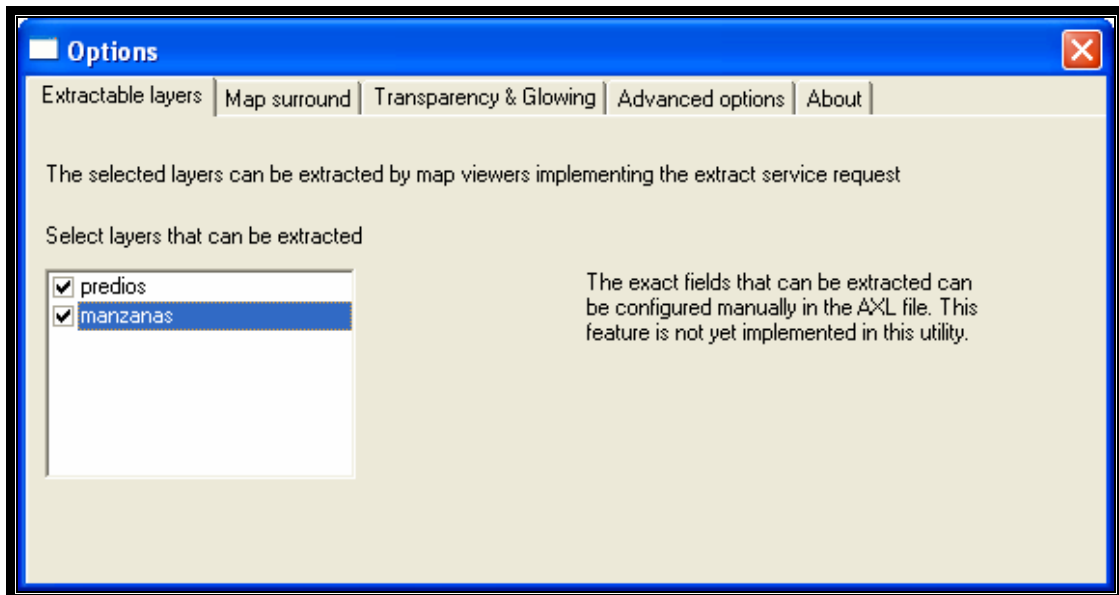 Options
Extractable layers Map surround Transparency & Glowing Advanced options About
The selected layers can be extracted by map viewers implementing the extract service request
Select layers that can be extracted
predios
manzanas
The exact fields that can be extracted can
be configured manually in the AXL file. This
feature is not yet implemented in this utility.